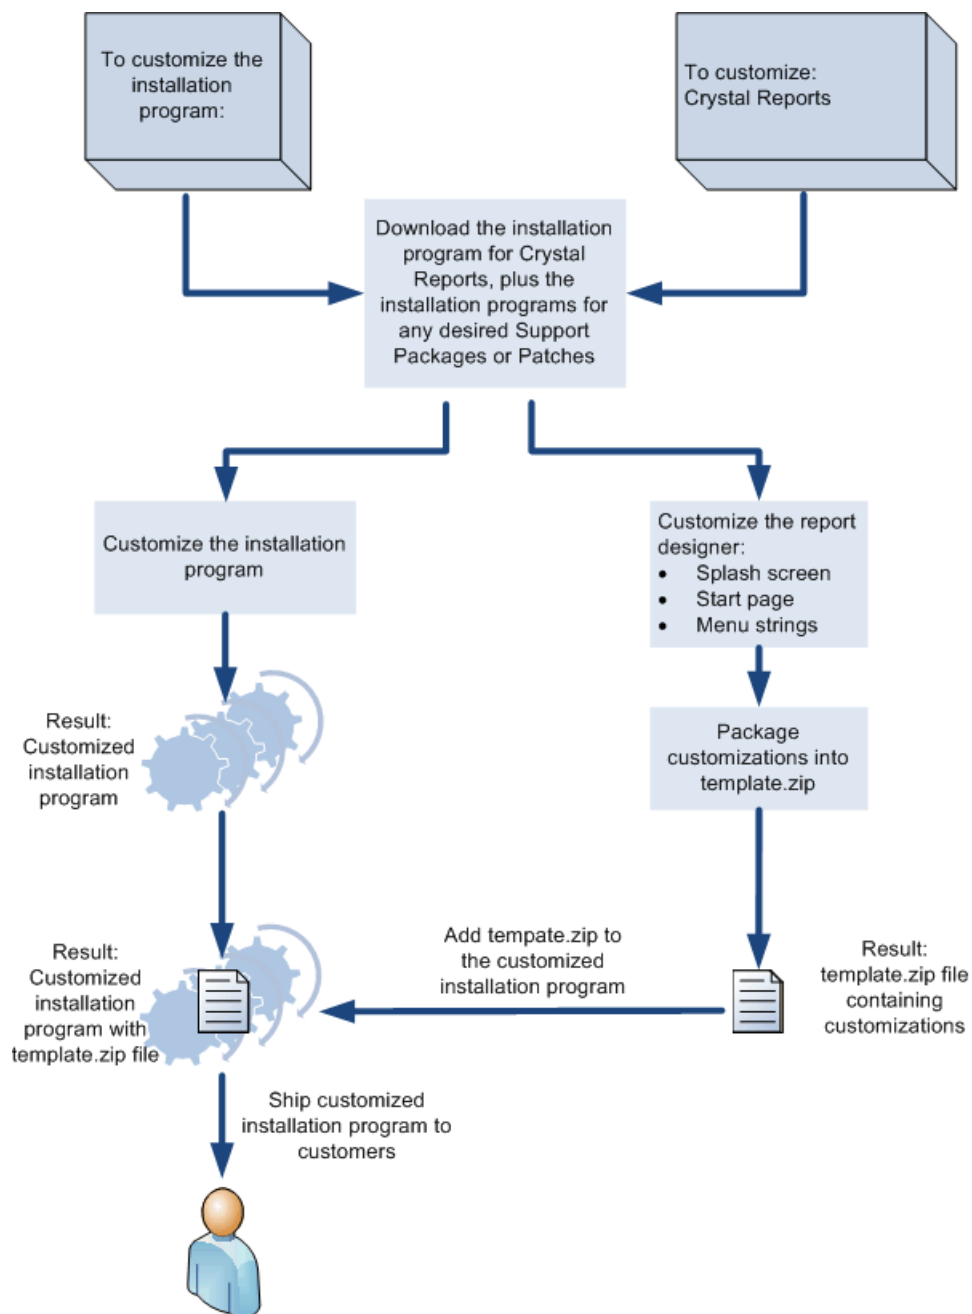 To customize the
installation
program:
To customize:
Crystal Reports
Download the installation
program for Crystal
Reports, plus the
installation programs for
any desired Support
Packages or Patches
Customize the installation
program
Customize the report
designer:
• Splash screen
• Start page
• Menu strings
Result:
Customized
installation
program
Package
customizations into
template.zip
Result:
Customized
installation
program with
template.zip file
Add tempate.zip to
the customized
installation program
Result:
template.zip file
containing
customizations
Ship customized
installation program to
customers